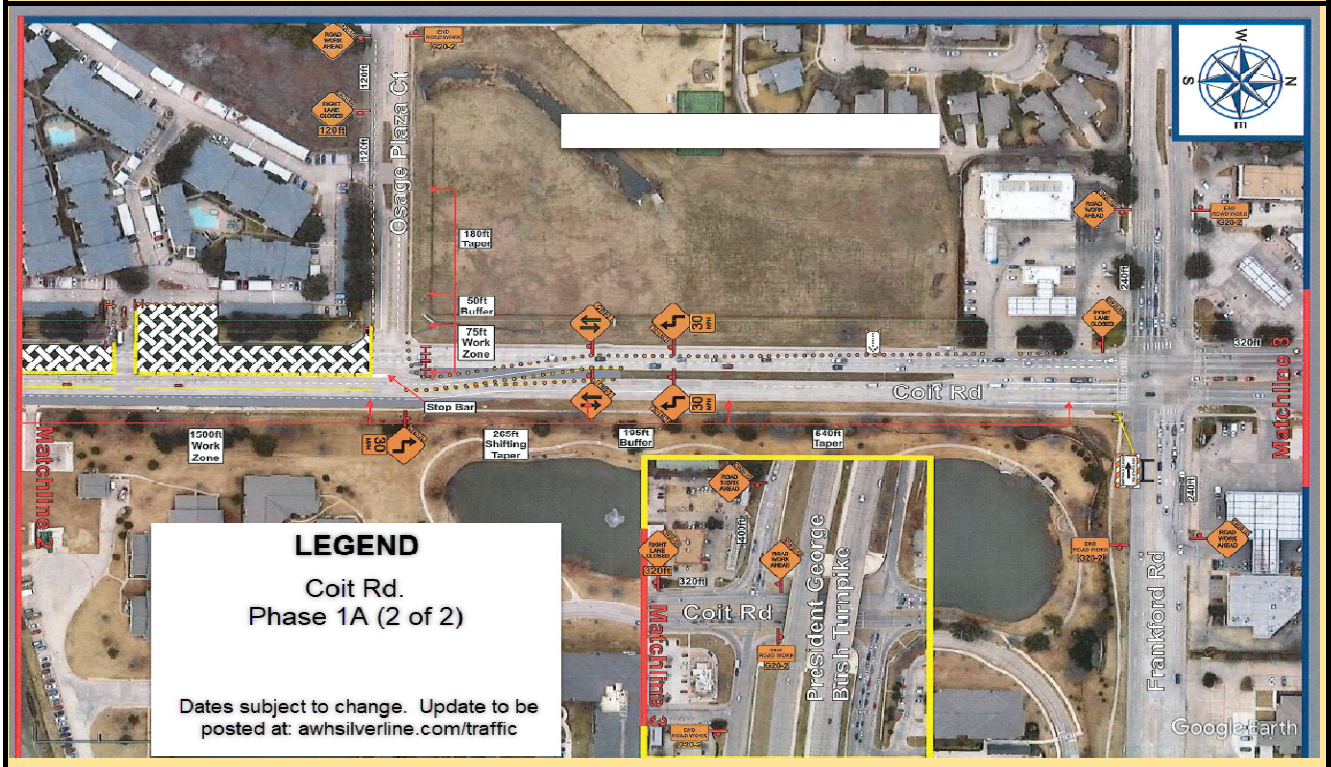 ROAD
WORK
AHEAD
END
ROAD WORK
G20-2
120ft
RIGHT
LANE
CLOSED
120ft
120ft
Osage Plaza Ct
W
S
N
E
180ft
Taper
50ft
Buffer
75ft
Work
Zone
30
MPH
ROAD
WORK
AHEAD
END
ROAD WORK
G20-2
240ft
RIGHT
LANE
CLOSED
320ft
Matchline 3
Coit Rd
Stop Bar
30
MPH
30
MPH
1500ft
Work
Zone
265ft
Shifting
Taper
195ft
Buffer
640ft
Taper
Matchline 2
240ft
ROAD
WORK
AHEAD
END
ROAD WORK
G20-2
Frankford Rd
ROAD
WORK
AHEAD
400ft
RIGHT
LANE
CLOSED
320ft
ROAD
WORK
AHEAD
320ft
Coit Rd
Matchline 3
President George
Bush Turnpike
END
ROAD WORK
G20-2
END
ROAD WORK
G20-2
LEGEND
Coit Rd.
Phase 1A (2 of 2)
Dates subject to change. Update to be
posted at: awhsilverline.com/traffic
Google Earth